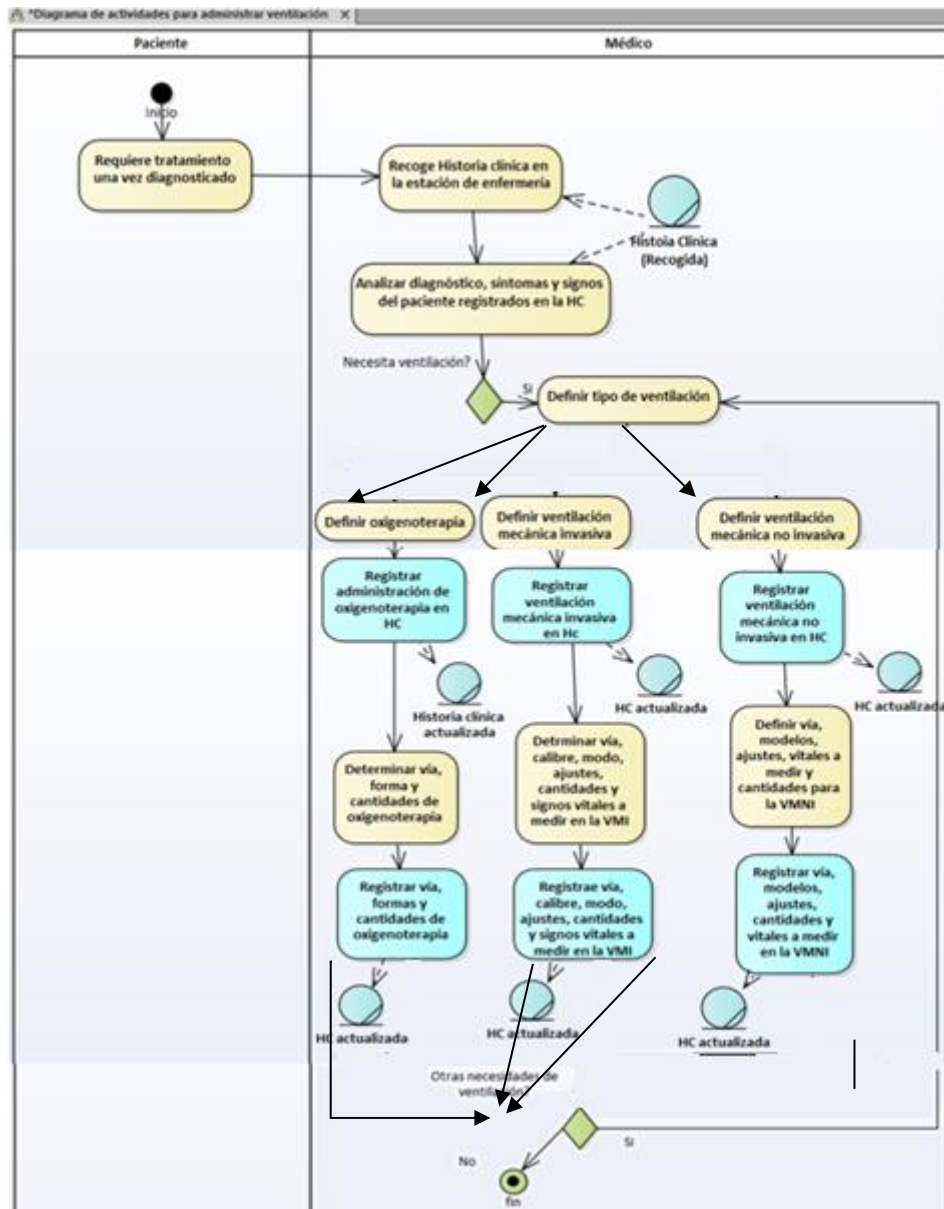 *Diagrama de actividades para administrar ventilación X
Paciente
Médico
Inicio
Requiere tratamiento
una vez diagnosticado
Recoge Historia clínica en
la estación de enfermería
Histoia Clínica
(Recogida)
Analizar diagnóstico, síntomas y signos
del paciente registrados en la HC
Necesita ventilación?
Si
Definir tipo de ventilación
Definir oxigenoterapia
Definir ventilación
mecánica invasiva
Definir ventilación
mecánica no invasiva
Registrar
administración de
oxigenoterapia en
HC
Registrar
ventilación
mecánica invasiva
en Hc
Registrar
ventilación
mecánica no
invasiva en HC
Historia clínica
actualizada
HC actualizada
HC actualizada
Determinar vía,
forma y
cantidades de
oxigenoterapia
Detrminar vía,
calibre, modo,
ajustes,
cantidades y
signos vitales a
medir en la VMI
Definir vía,
modelos,
ajustes, vitales a
medir y
cantidades para
la VMNI
Registrar vía,
formas y
cantidades de
oxigenoterapia
Registrae vía,
calibre, modo,
ajustes, cantidades
y signos vitales a
medir en la VMI
Registrar vía,
modelos,
ajustes,
cantidades y
vitales a medir
en la VMNI
HC actualizada
HC actualizada
HC actualizada
Otras necesidades de
ventilación?
Si
No
fin